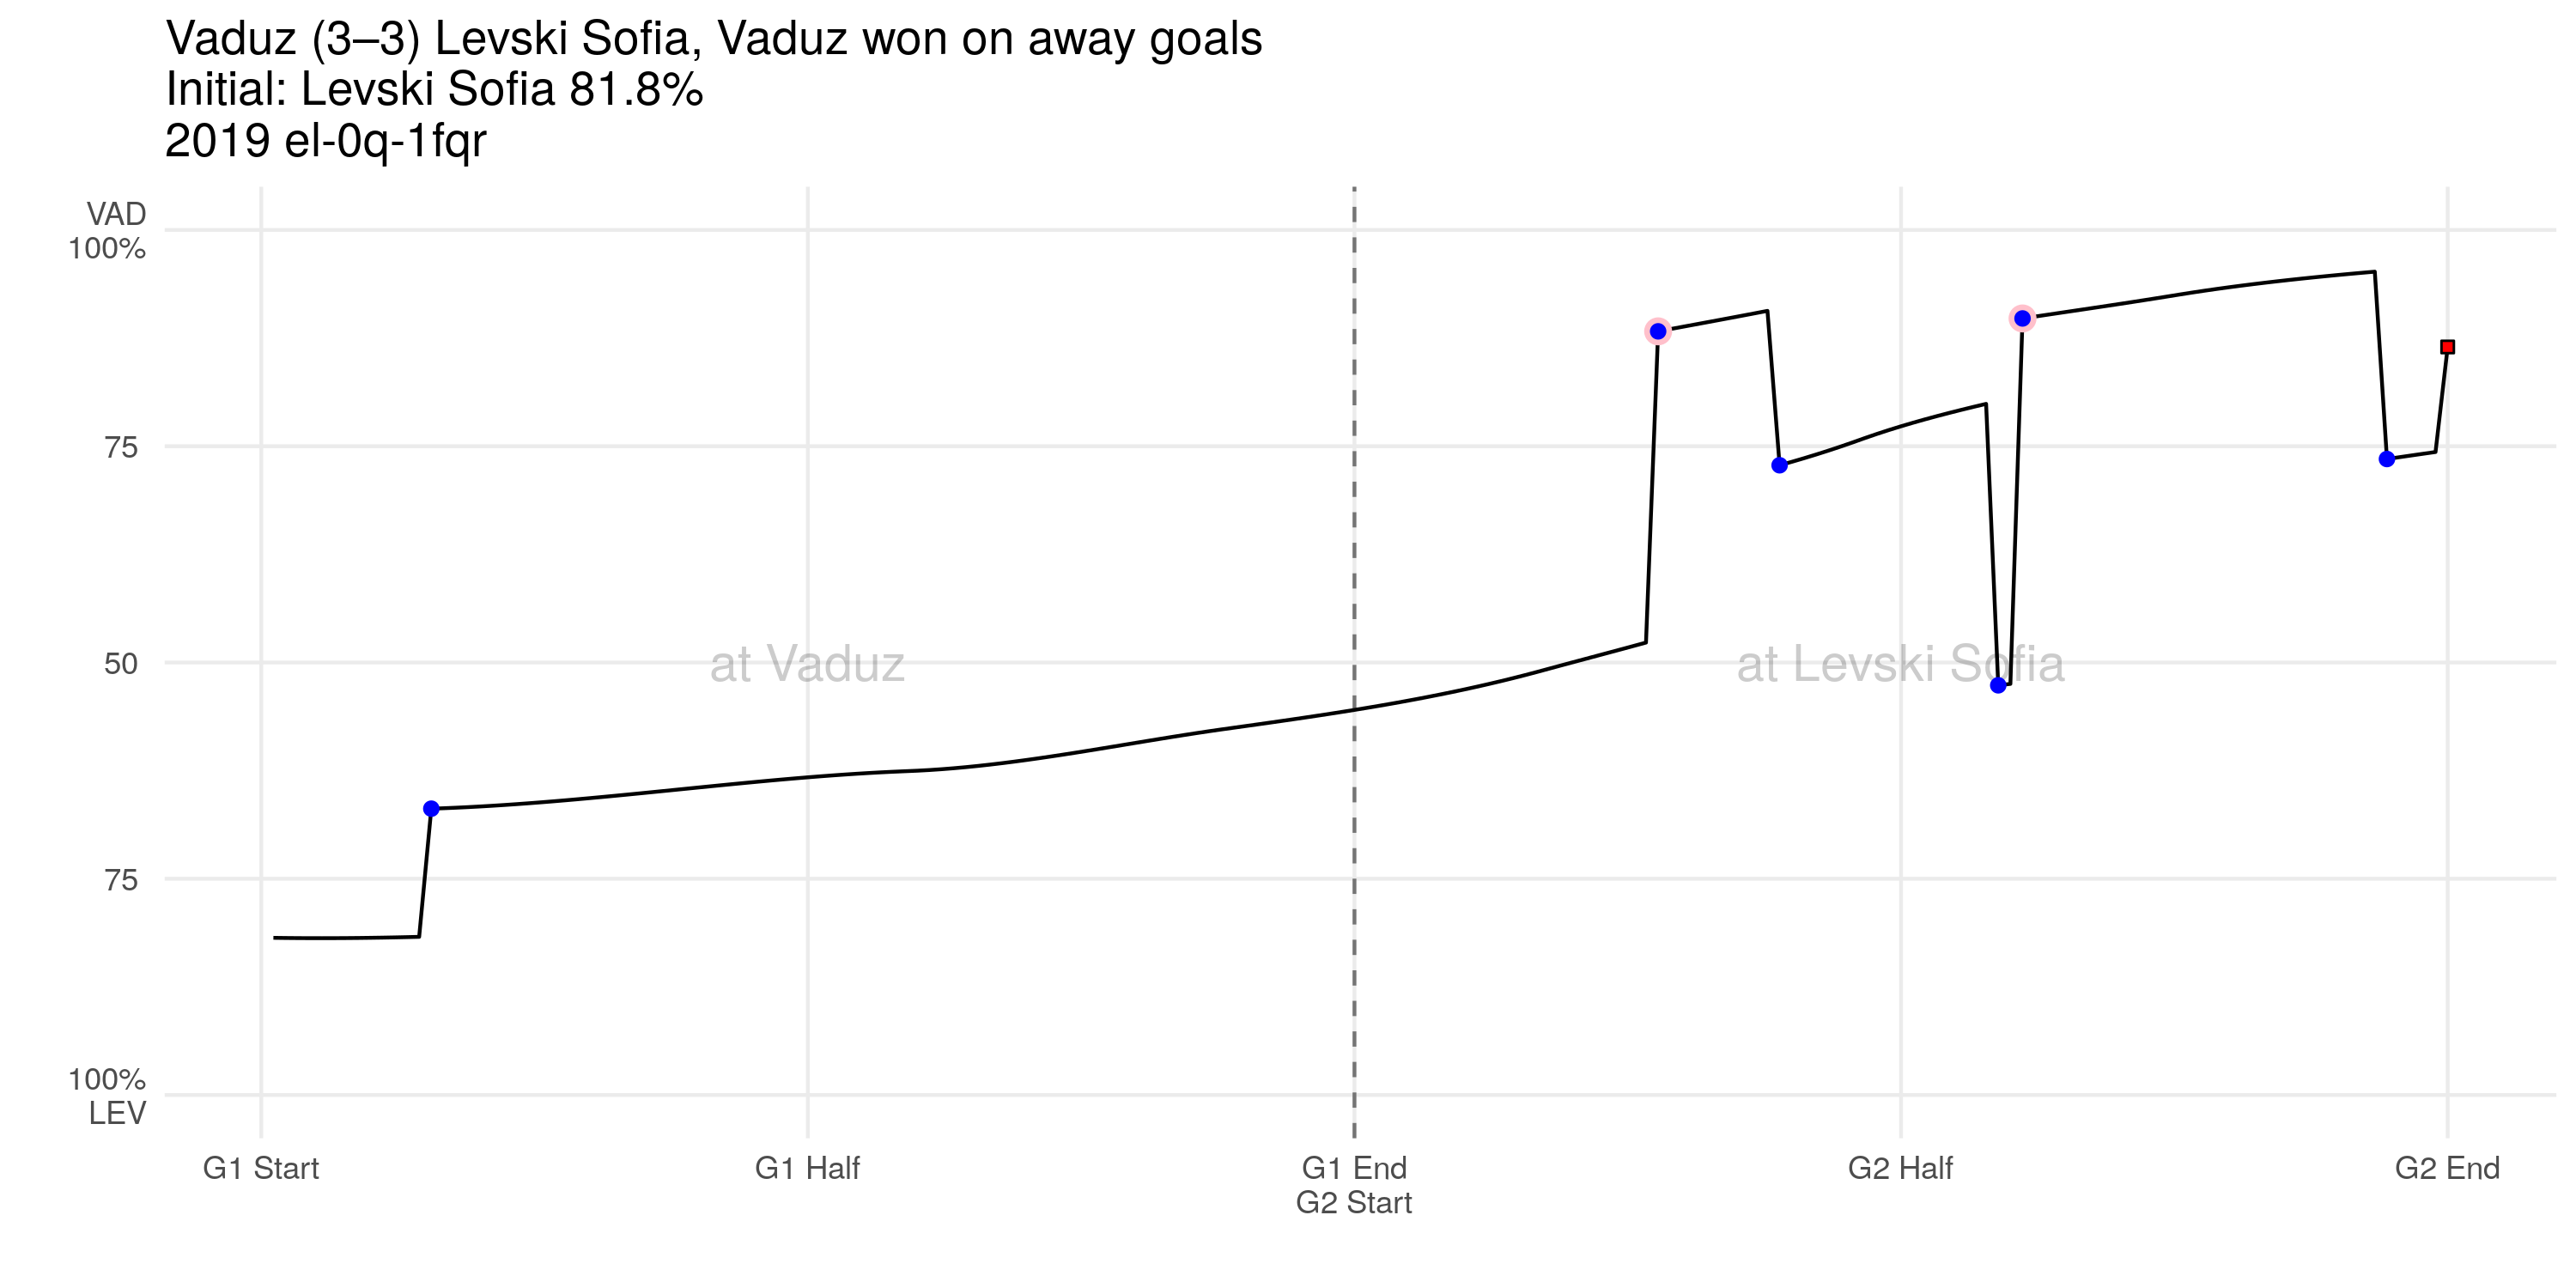 Vaduz (3–3) Levski Sofia, Vaduz won on away goals
Initial: Levski Sofia 81.8%
2019 el-0q-1fqr
VAD
100%
75
50
75
100%
LEV
at Vaduz
at Levski Sofia
G1 Start
G1 Half
G1 End
G2 Start
G2 Half
G2 End